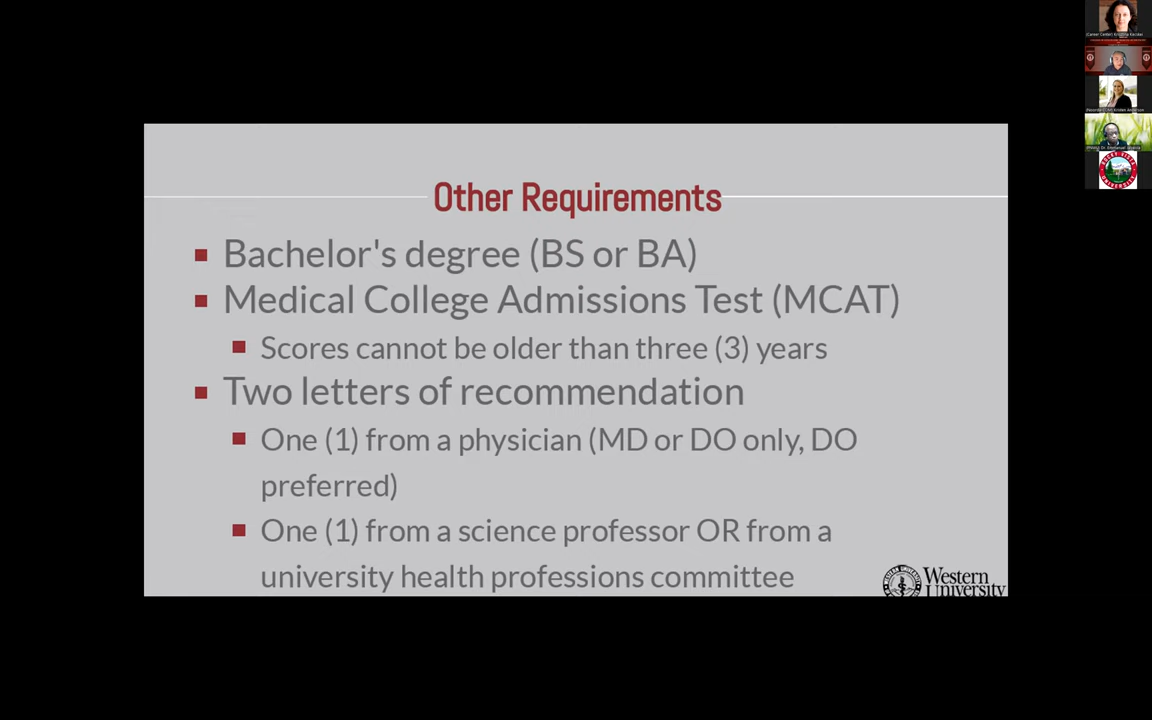 Other Requirements
Bachelor's degree (BS or BA)
Medical College Admissions Test (MCAT)
Scores cannot be older than three (3) years
Two letters of recommendation
One (1) from a physician (MD or DO only, DO
preferred)
One (1) from a science professor OR from a
university health professions committee
Western
University